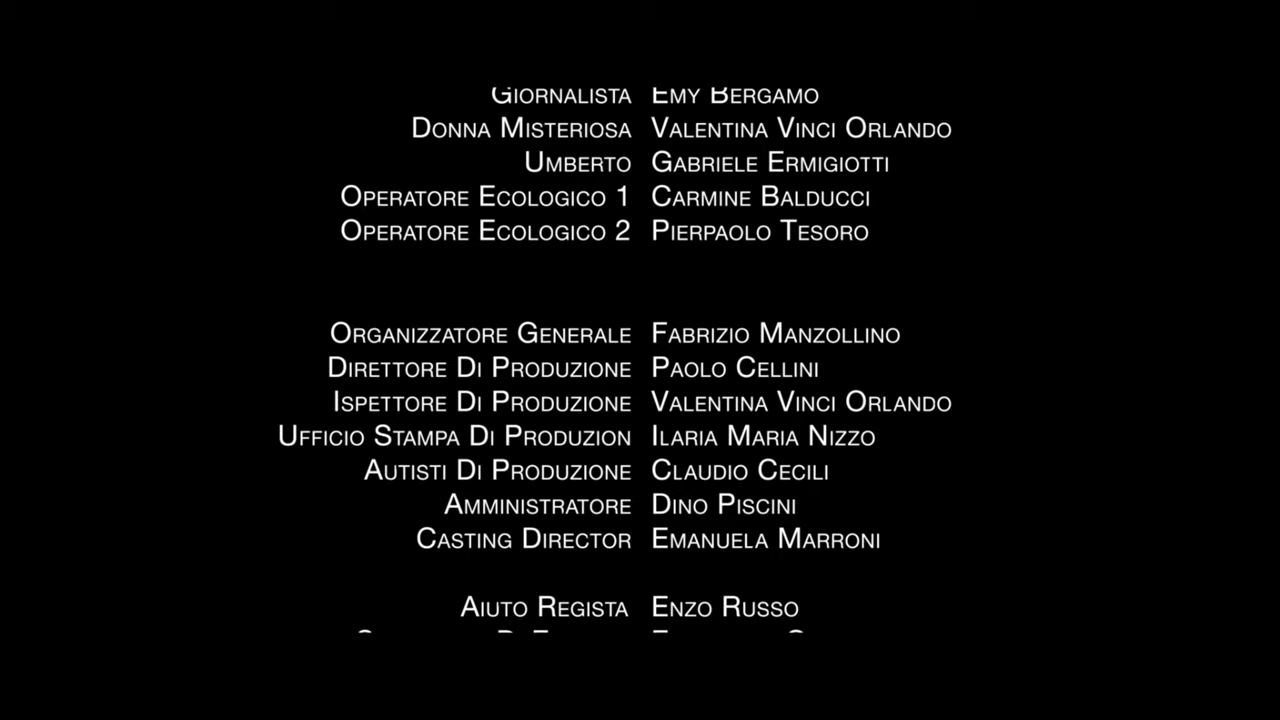 Giornalista Emy Bergamo
Donna Misteriosa Valentina Vinci Orlando
Umberto Gabriele Ermigiotti
Operatore Ecologico 1 Carmine Balducci
Operatore Ecologico 2 Pierpaolo Tesoro
Organizzatore Generale Fabrizio Manzollino
Direttore Di Produzione Paolo Cellini
Ispettore Di Produzione Valentina Vinci Orlando
Ufficio Stampa Di Produzion Ilaria Maria Nizzo
Autisti Di Produzione Claudio Cecili
Amministratore Dino Piscini
Casting Director Emanuela Marroni
Aiuto Regista Enzo Russo